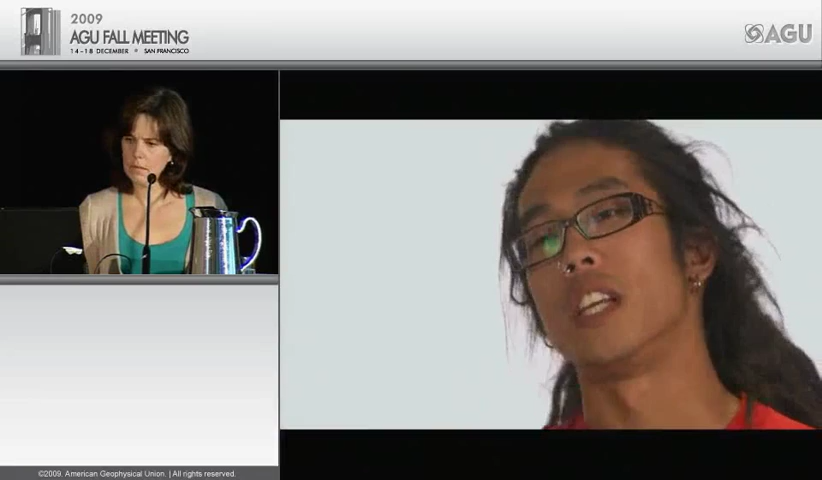 2009
AGU FALL MEETING
14-18 DECEMBER • SAN FRANCISCO
AGU
©2009. American Geophysical Union. | All rights reserved.